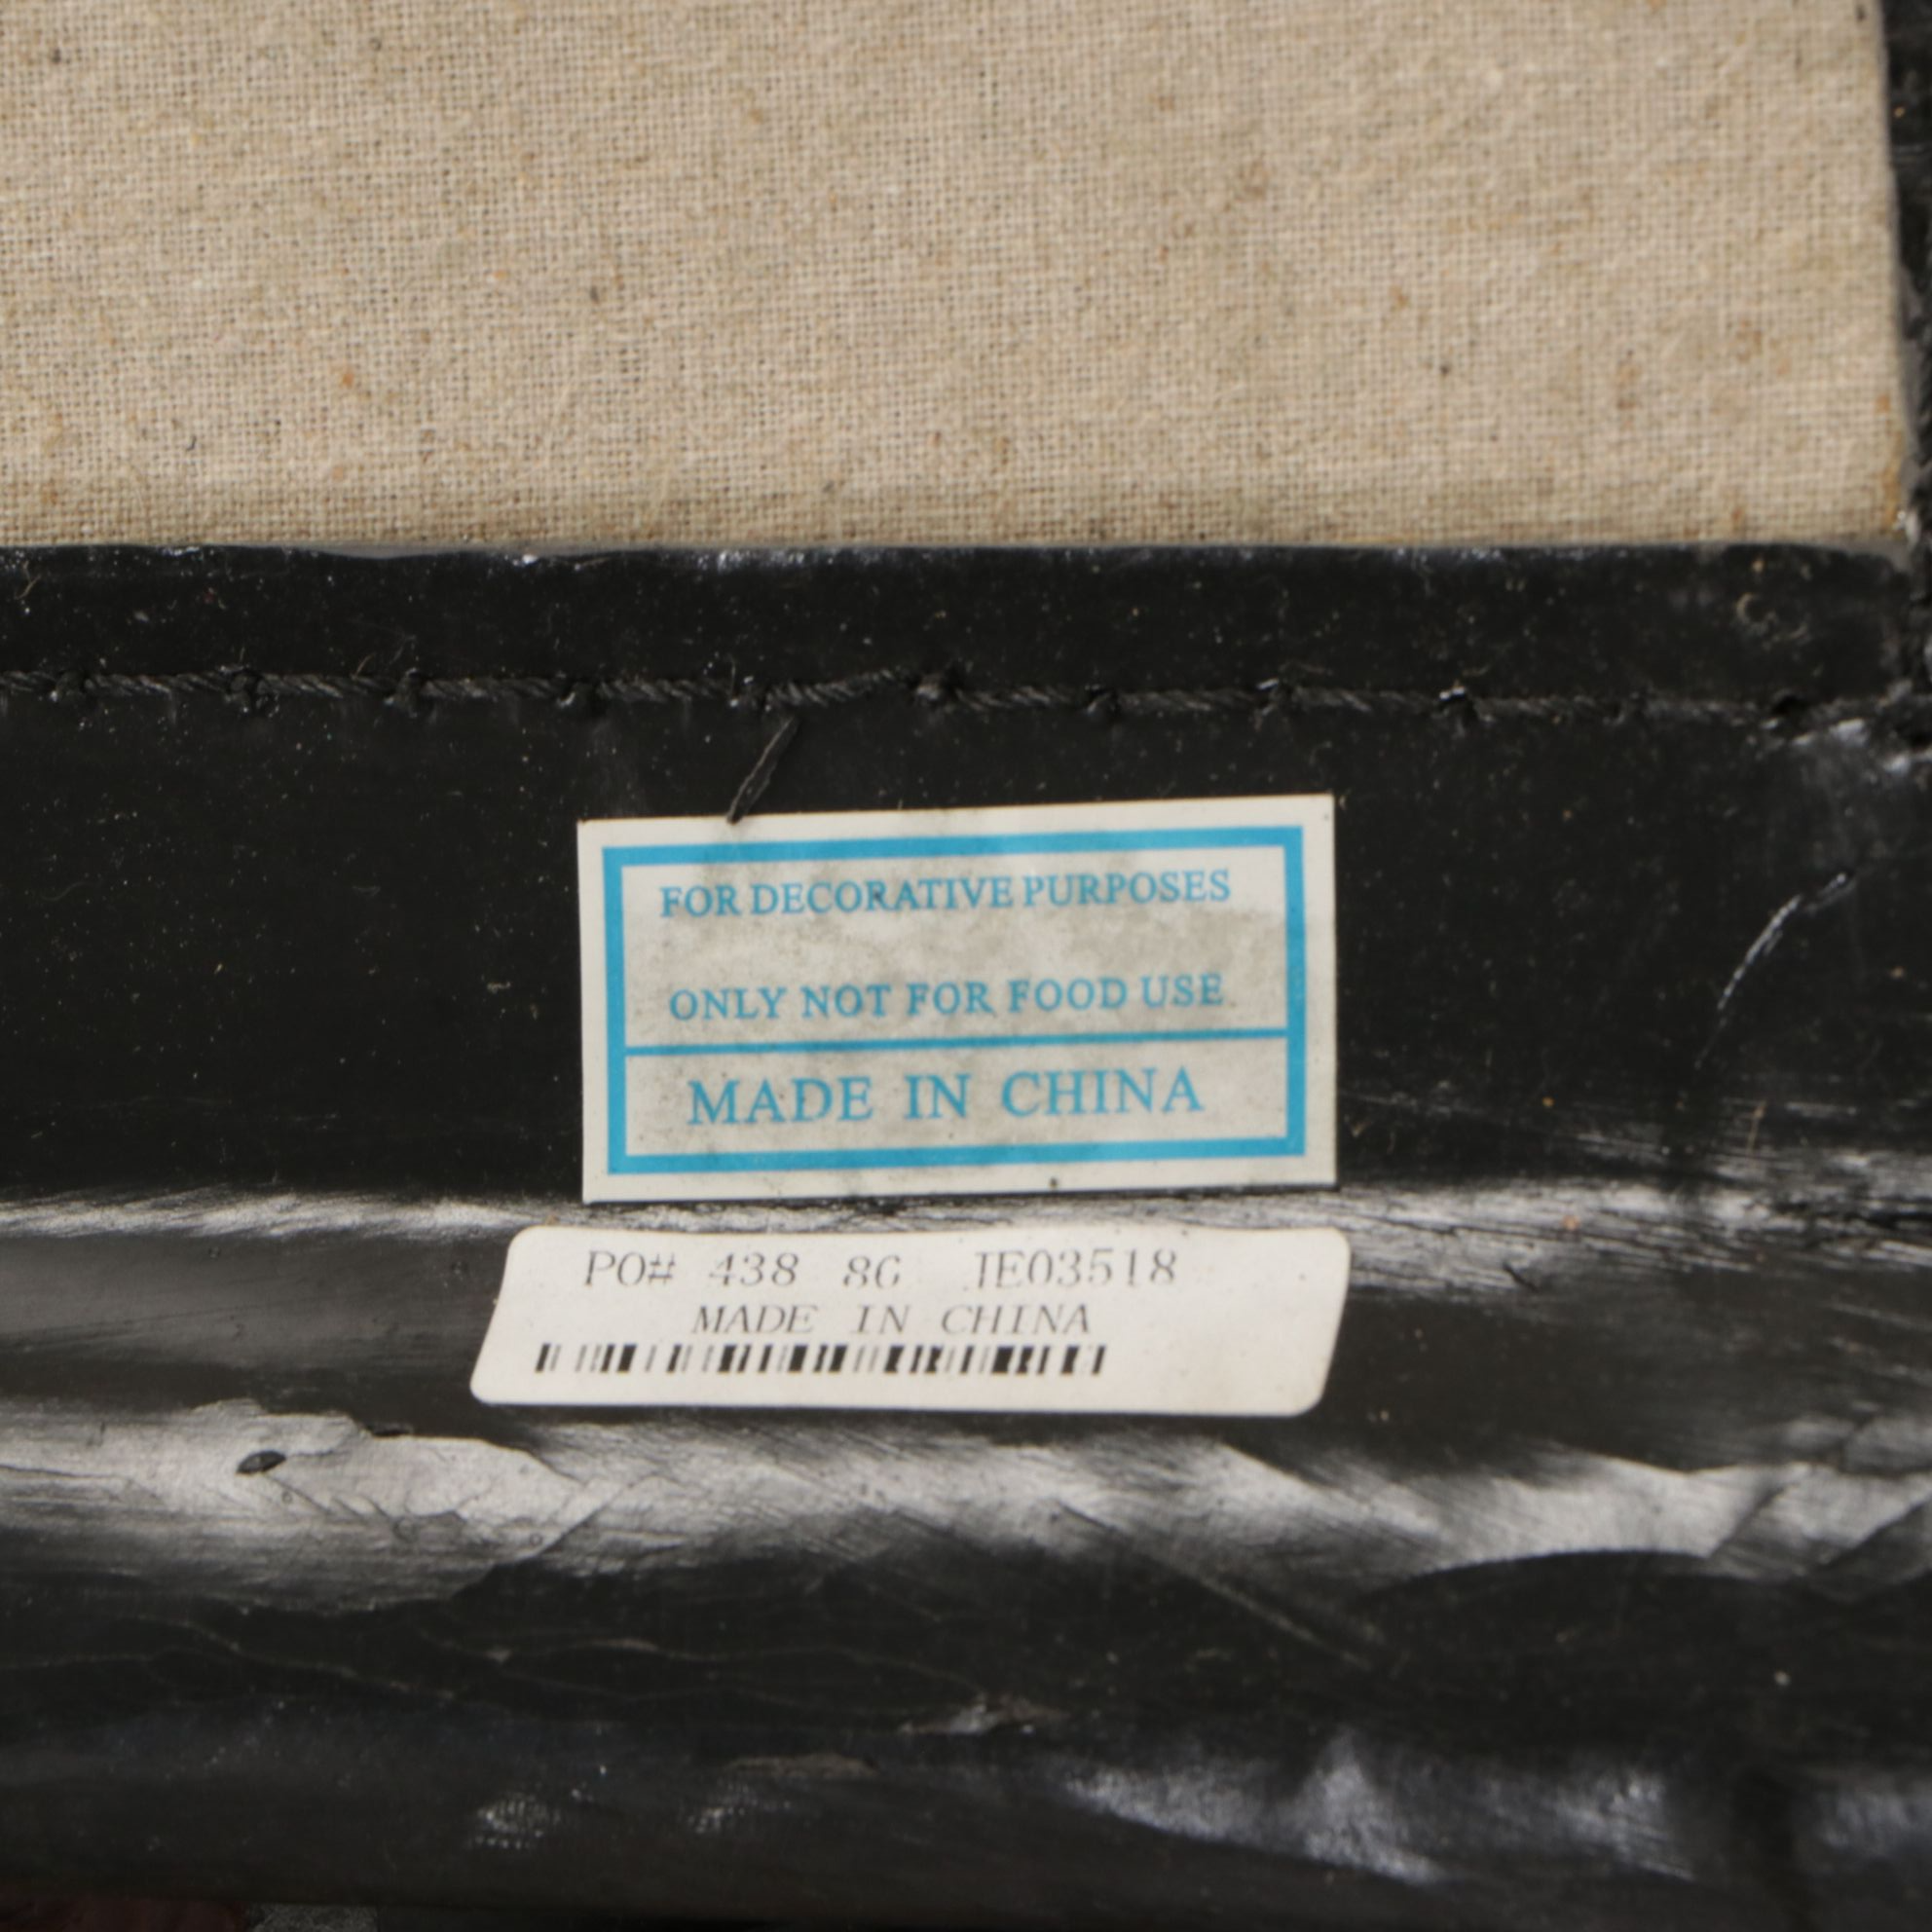 FOR DECORATIVE PURPOSES
ONLY NOT FOR FOOD USE
MADE IN CHINA
PO# 438 8G JE03518
MADE IN CHINA